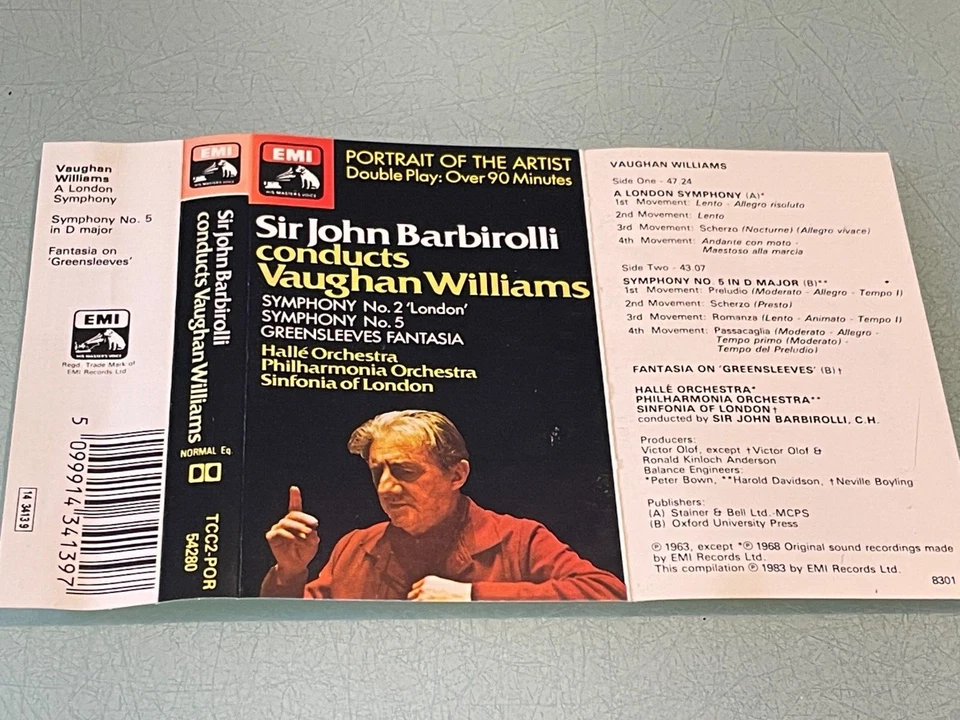 Vaughan
Williams
A London
Symphony
Symphony No. 5
in D major
Fantasia on
'Greensleeves'
EMI
HIS MASTER'S VOICE
Regd. Trade Mark of
EMI Records Ltd
5 099914 341397
14 3413 9
EMI
HIS MASTER'S VOICE
Sir John Barbirolli
conducts Vaughan Williams
NORMAL Eq.
TCC2-POR
54280
EMI
HIS MASTER'S VOICE
PORTRAIT OF THE ARTIST
Double Play: Over 90 Minutes
Sir John Barbirolli
conducts
Vaughan Williams
SYMPHONY No. 2 'London'
SYMPHONY No. 5
GREENSLEEVES FANTASIA
Hallé Orchestra
Philharmonia Orchestra
Sinfonia of London
VAUGHAN WILLIAMS
Side One - 47.24
A LONDON SYMPHONY (A)*
1st Movement: Lento - Allegro risoluto
2nd Movement: Lento
3rd Movement: Scherzo (Nocturne) (Allegro vivace)
4th Movement: Andante con moto -
Maestoso alla marcia
Side Two - 43.07
SYMPHONY NO. 5 IN D MAJOR (B)**
1st Movement: Preludio (Moderato - Allegro - Tempo I)
2nd Movement: Scherzo (Presto)
3rd Movement: Romanza (Lento - Animato - Tempo I)
4th Movement: Passacaglia (Moderato - Allegro -
Tempo primo (Moderato) -
Tempo del Preludio)
FANTASIA ON 'GREENSLEEVES' (B)†
HALLÉ ORCHESTRA*
PHILHARMONIA ORCHESTRA**
SINFONIA OF LONDON†
conducted by SIR JOHN BARBIROLLI, C.H.
Producers:
Victor Olof, except †Victor Olof &
Ronald Kinloch Anderson
Balance Engineers:
*Peter Bown, **Harold Davidson, †Neville Boyling
Publishers:
(A) Stainer & Bell Ltd.-MCPS
(B) Oxford University Press
℗ 1963, except *℗ 1968 Original sound recordings made
by EMI Records Ltd.
This compilation ℗ 1983 by EMI Records Ltd.
8301